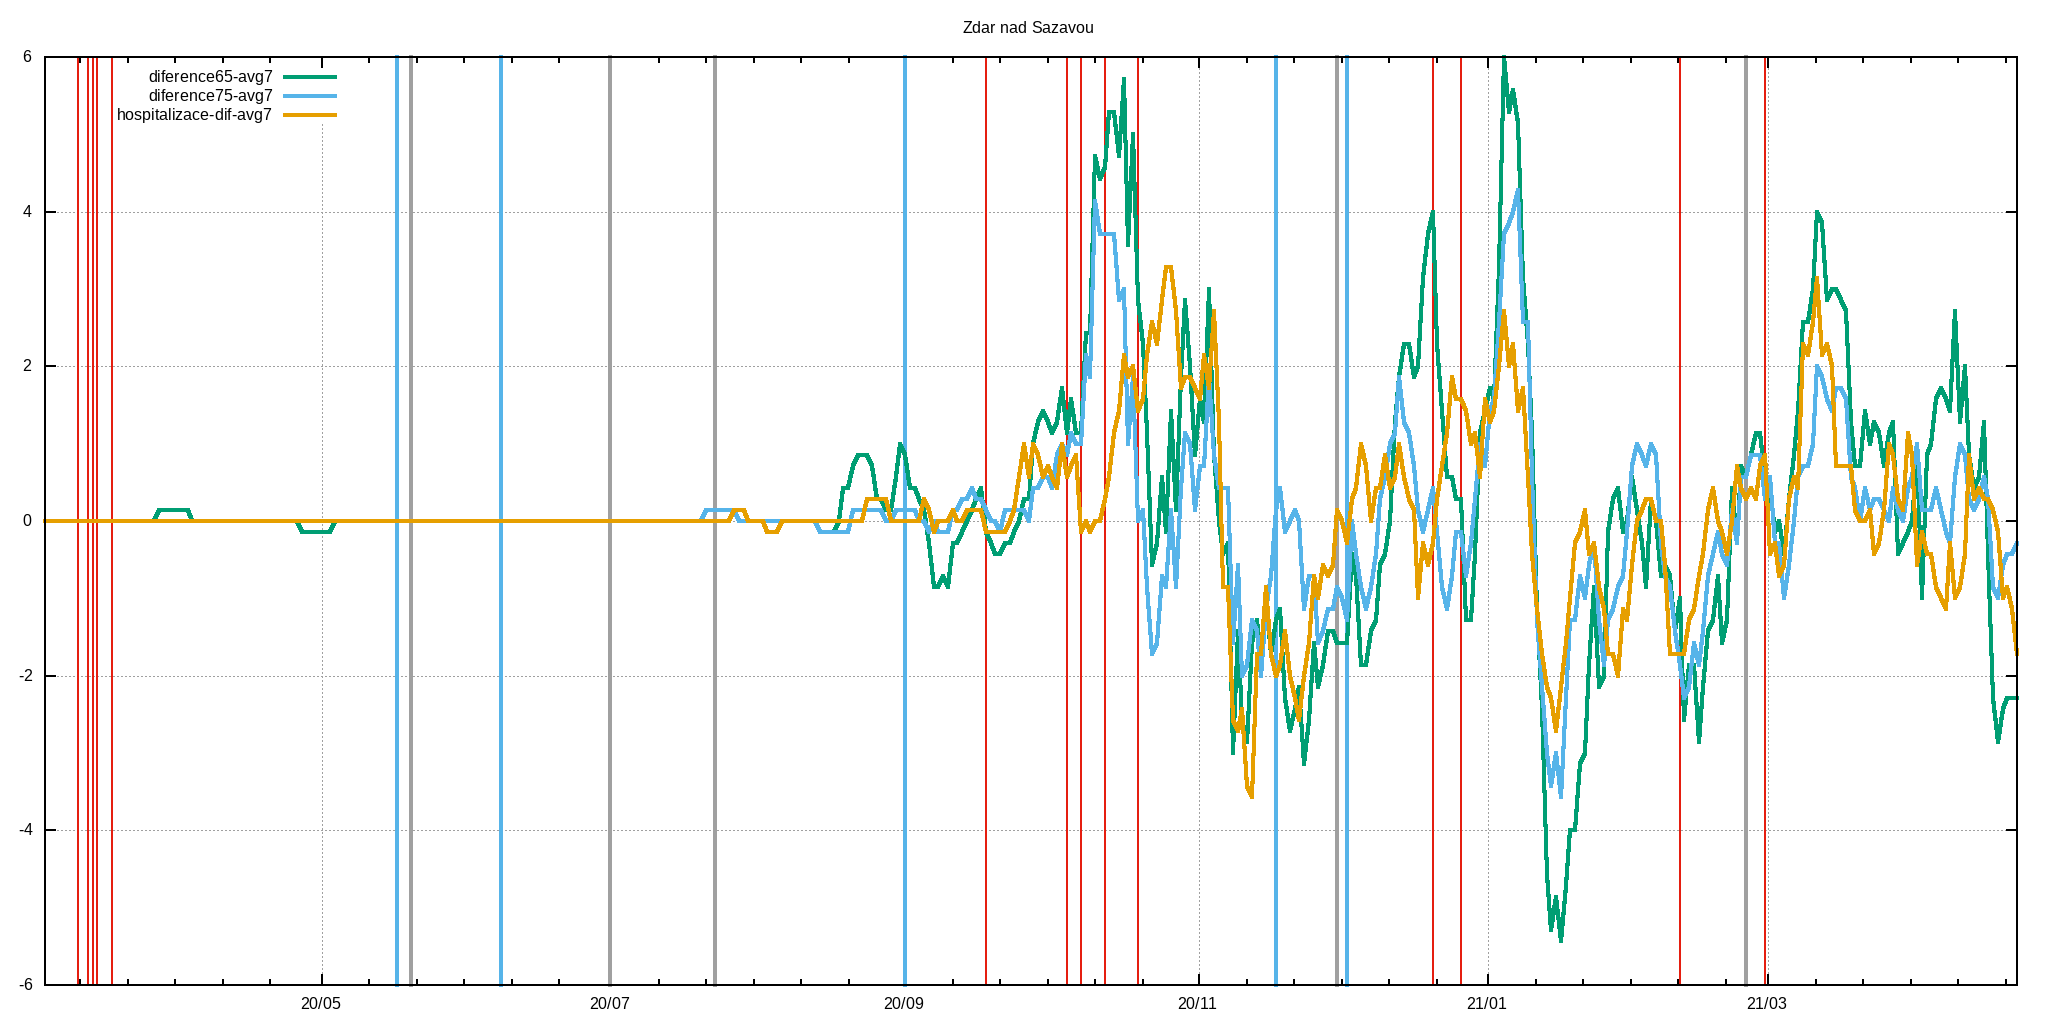 Zdar nad Sazavou
6
4
2
0
-2
-4
-6
diference65-avg7
diference75-avg7
hospitalizace-dif-avg7
20/05 20/07 20/09 20/11 21/01 21/03